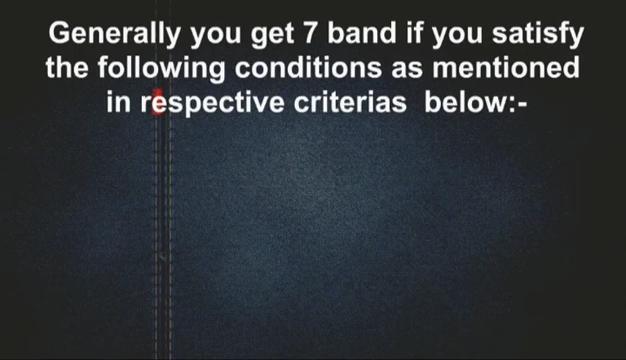 Generally you get 7 band if you satisfy
the following conditions as mentioned
in respective criterias below:-